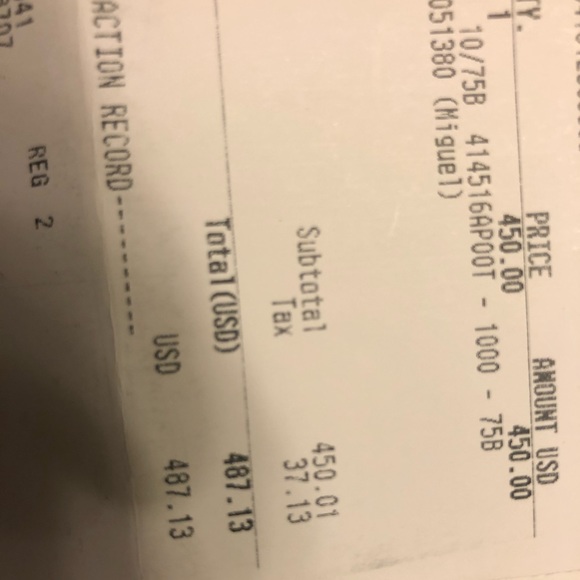 TY. PRICE AMOUNT USD
1 450.00 450.00
10/75B 414516AP00T - 1000 - 75B
051380 (Miguel)
Subtotal 450.01
Tax 37.13
Total(USD) 487.13
USD 487.13
ACTION RECORD----------
REG 2
41